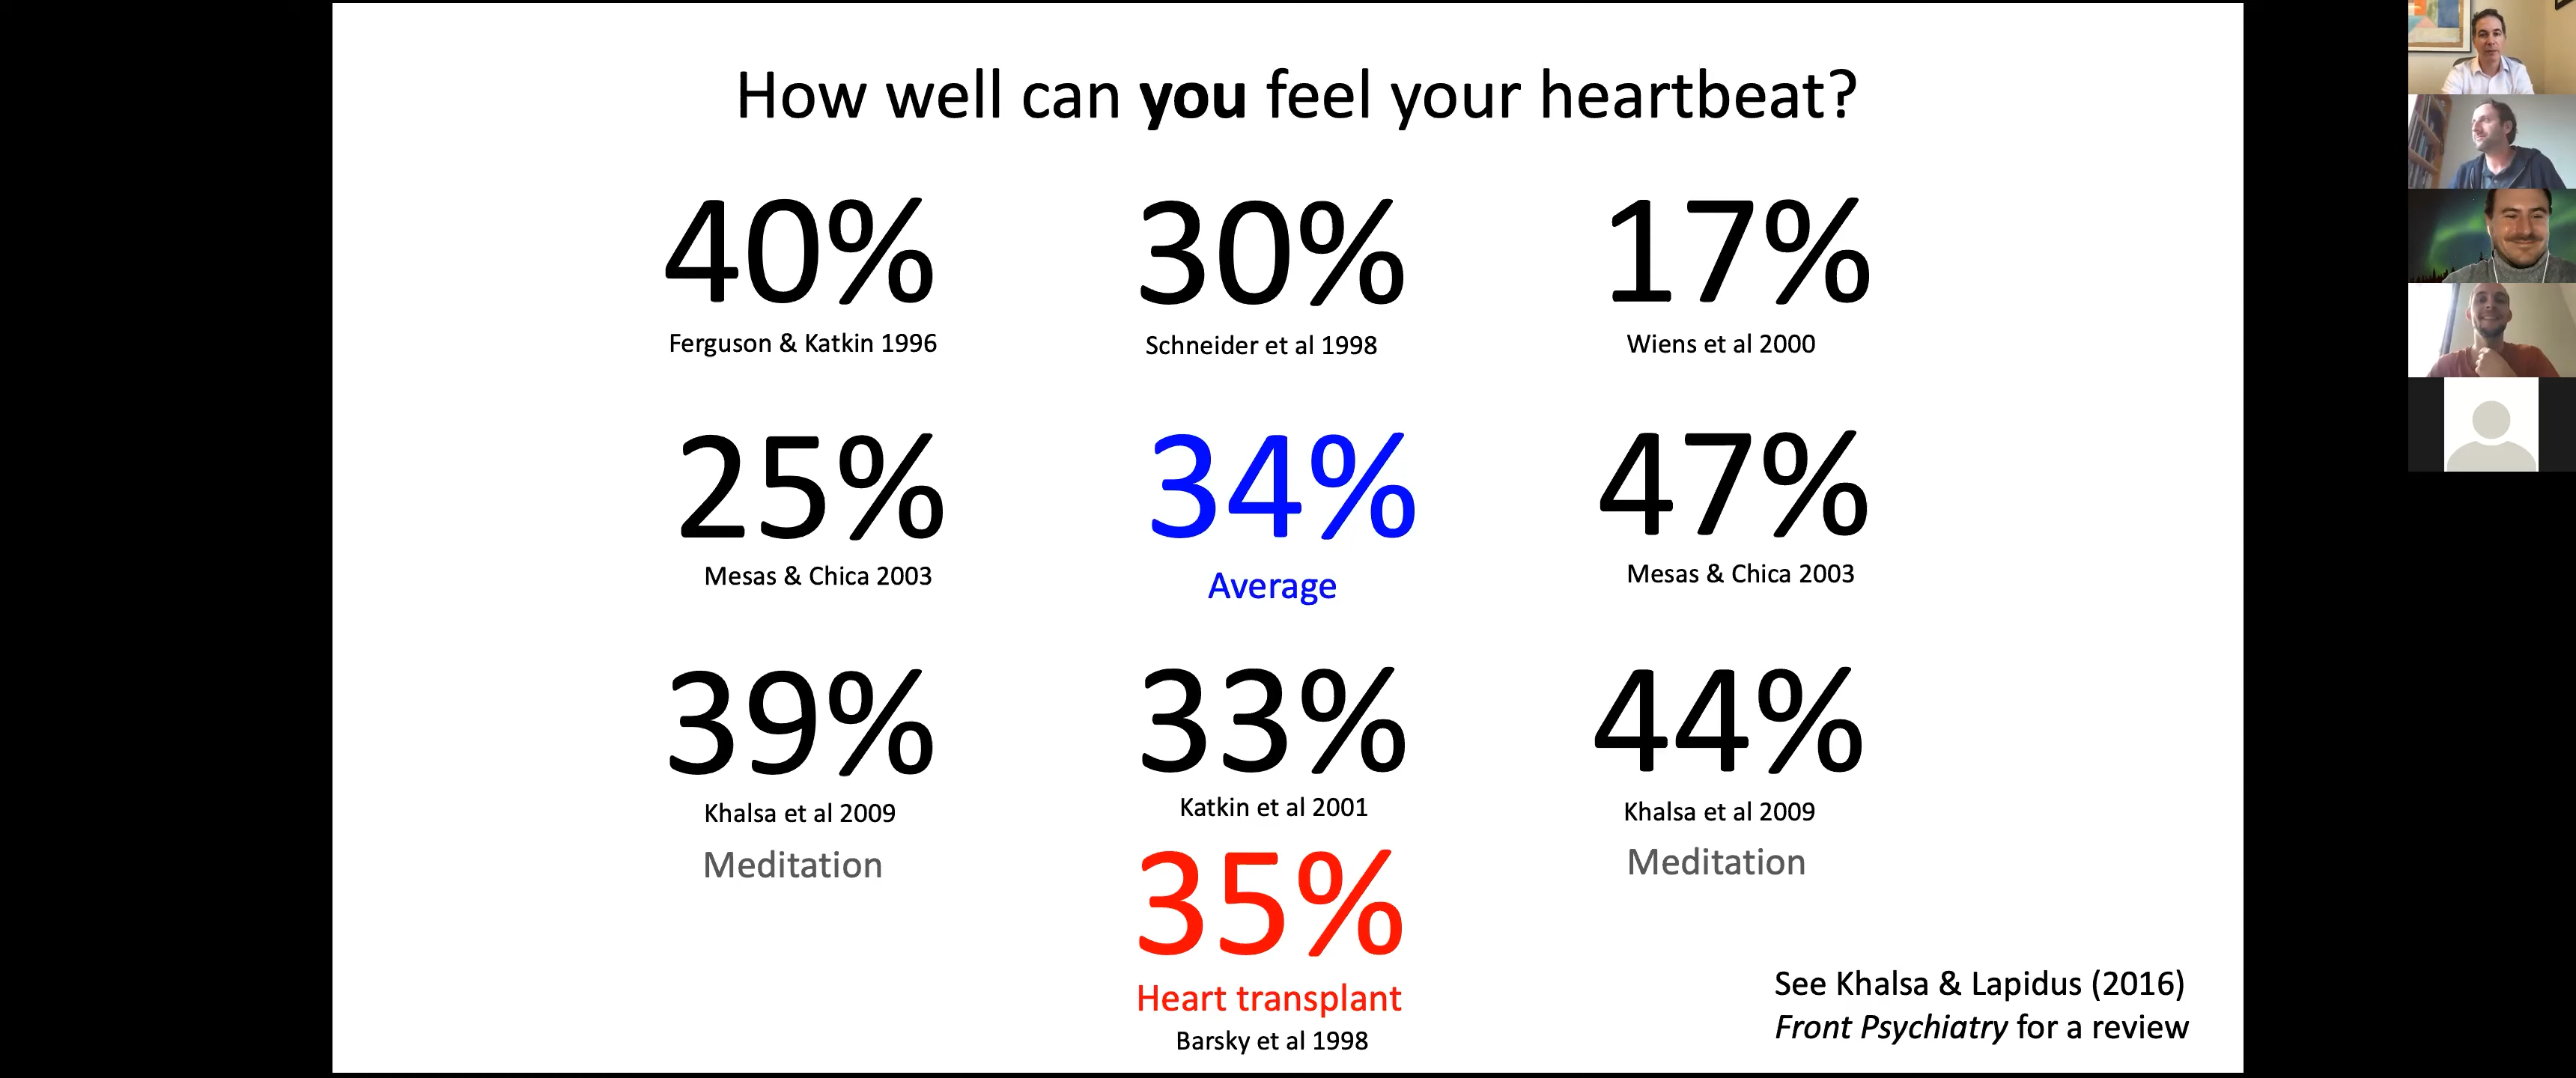 How well can you feel your heartbeat?
40%
Ferguson & Katkin 1996
30%
Schneider et al 1998
17%
Wiens et al 2000
25%
Mesas & Chica 2003
34%
Average
47%
Mesas & Chica 2003
39%
Khalsa et al 2009
Meditation
33%
Katkin et al 2001
44%
Khalsa et al 2009
Meditation
35%
Heart transplant
Barsky et al 1998
See Khalsa & Lapidus (2016)
Front Psychiatry for a review